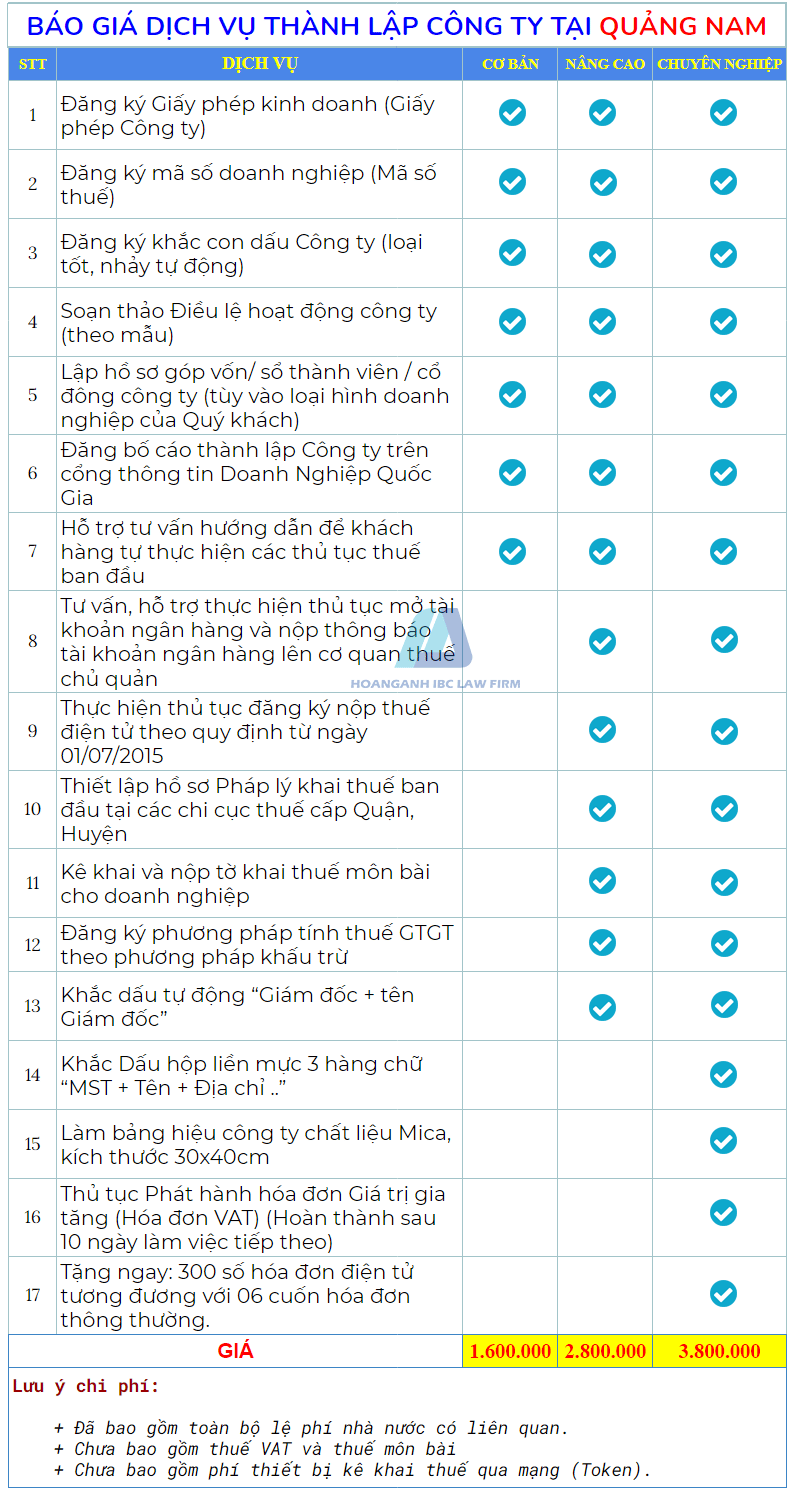 BÁO GIÁ DỊCH VỤ THÀNH LẬP CÔNG TY TẠI QUẢNG NAM
STT DỊCH VỤ CƠ BẢN NÂNG CAO CHUYÊN NGHIỆP
1 Đăng ký Giấy phép kinh doanh (Giấy
phép Công ty)
2 Đăng ký mã số doanh nghiệp (Mã số
thuế)
3 Đăng ký khắc con dấu Công ty (loại
tốt, nhảy tự động)
4 Soạn thảo Điều lệ hoạt động công ty
(theo mẫu)
5 Lập hồ sơ góp vốn/ sổ thành viên / cổ
đông công ty (tùy vào loại hình doanh
nghiệp của Quý khách)
6 Đăng bố cáo thành lập Công ty trên
cổng thông tin Doanh Nghiệp Quốc
Gia
7 Hỗ trợ tư vấn hướng dẫn để khách
hàng tự thực hiện các thủ tục thuế
ban đầu
8 Tư vấn, hỗ trợ thực hiện thủ tục mở tài
khoản ngân hàng và nộp thông báo
tài khoản ngân hàng lên cơ quan thuế
chủ quản
HOANGANH IBC LAW FIRM
9 Thực hiện thủ tục đăng ký nộp thuế
điện tử theo quy định từ ngày
01/07/2015
10 Thiết lập hồ sơ Pháp lý khai thuế ban
đầu tại các chi cục thuế cấp Quận,
Huyện
11 Kê khai và nộp tờ khai thuế môn bài
cho doanh nghiệp
12 Đăng ký phương pháp tính thuế GTGT
theo phương pháp khấu trừ
13 Khắc dấu tự động “Giám đốc + tên
Giám đốc”
14 Khắc Dấu hộp liền mực 3 hàng chữ
“MST + Tên + Địa chỉ ..”
15 Làm bảng hiệu công ty chất liệu Mica,
kích thước 30x40cm
16 Thủ tục Phát hành hóa đơn Giá trị gia
tăng (Hóa đơn VAT) (Hoàn thành sau
10 ngày làm việc tiếp theo)
17 Tặng ngay: 300 số hóa đơn điện tử
tương đương với 06 cuốn hóa đơn
thông thường.
GIÁ 1.600.000 2.800.000 3.800.000
Lưu ý chi phí:
+ Đã bao gồm toàn bộ lệ phí nhà nước có liên quan.
+ Chưa bao gồm thuế VAT và thuế môn bài
+ Chưa bao gồm phí thiết bị kê khai thuế qua mạng (Token).